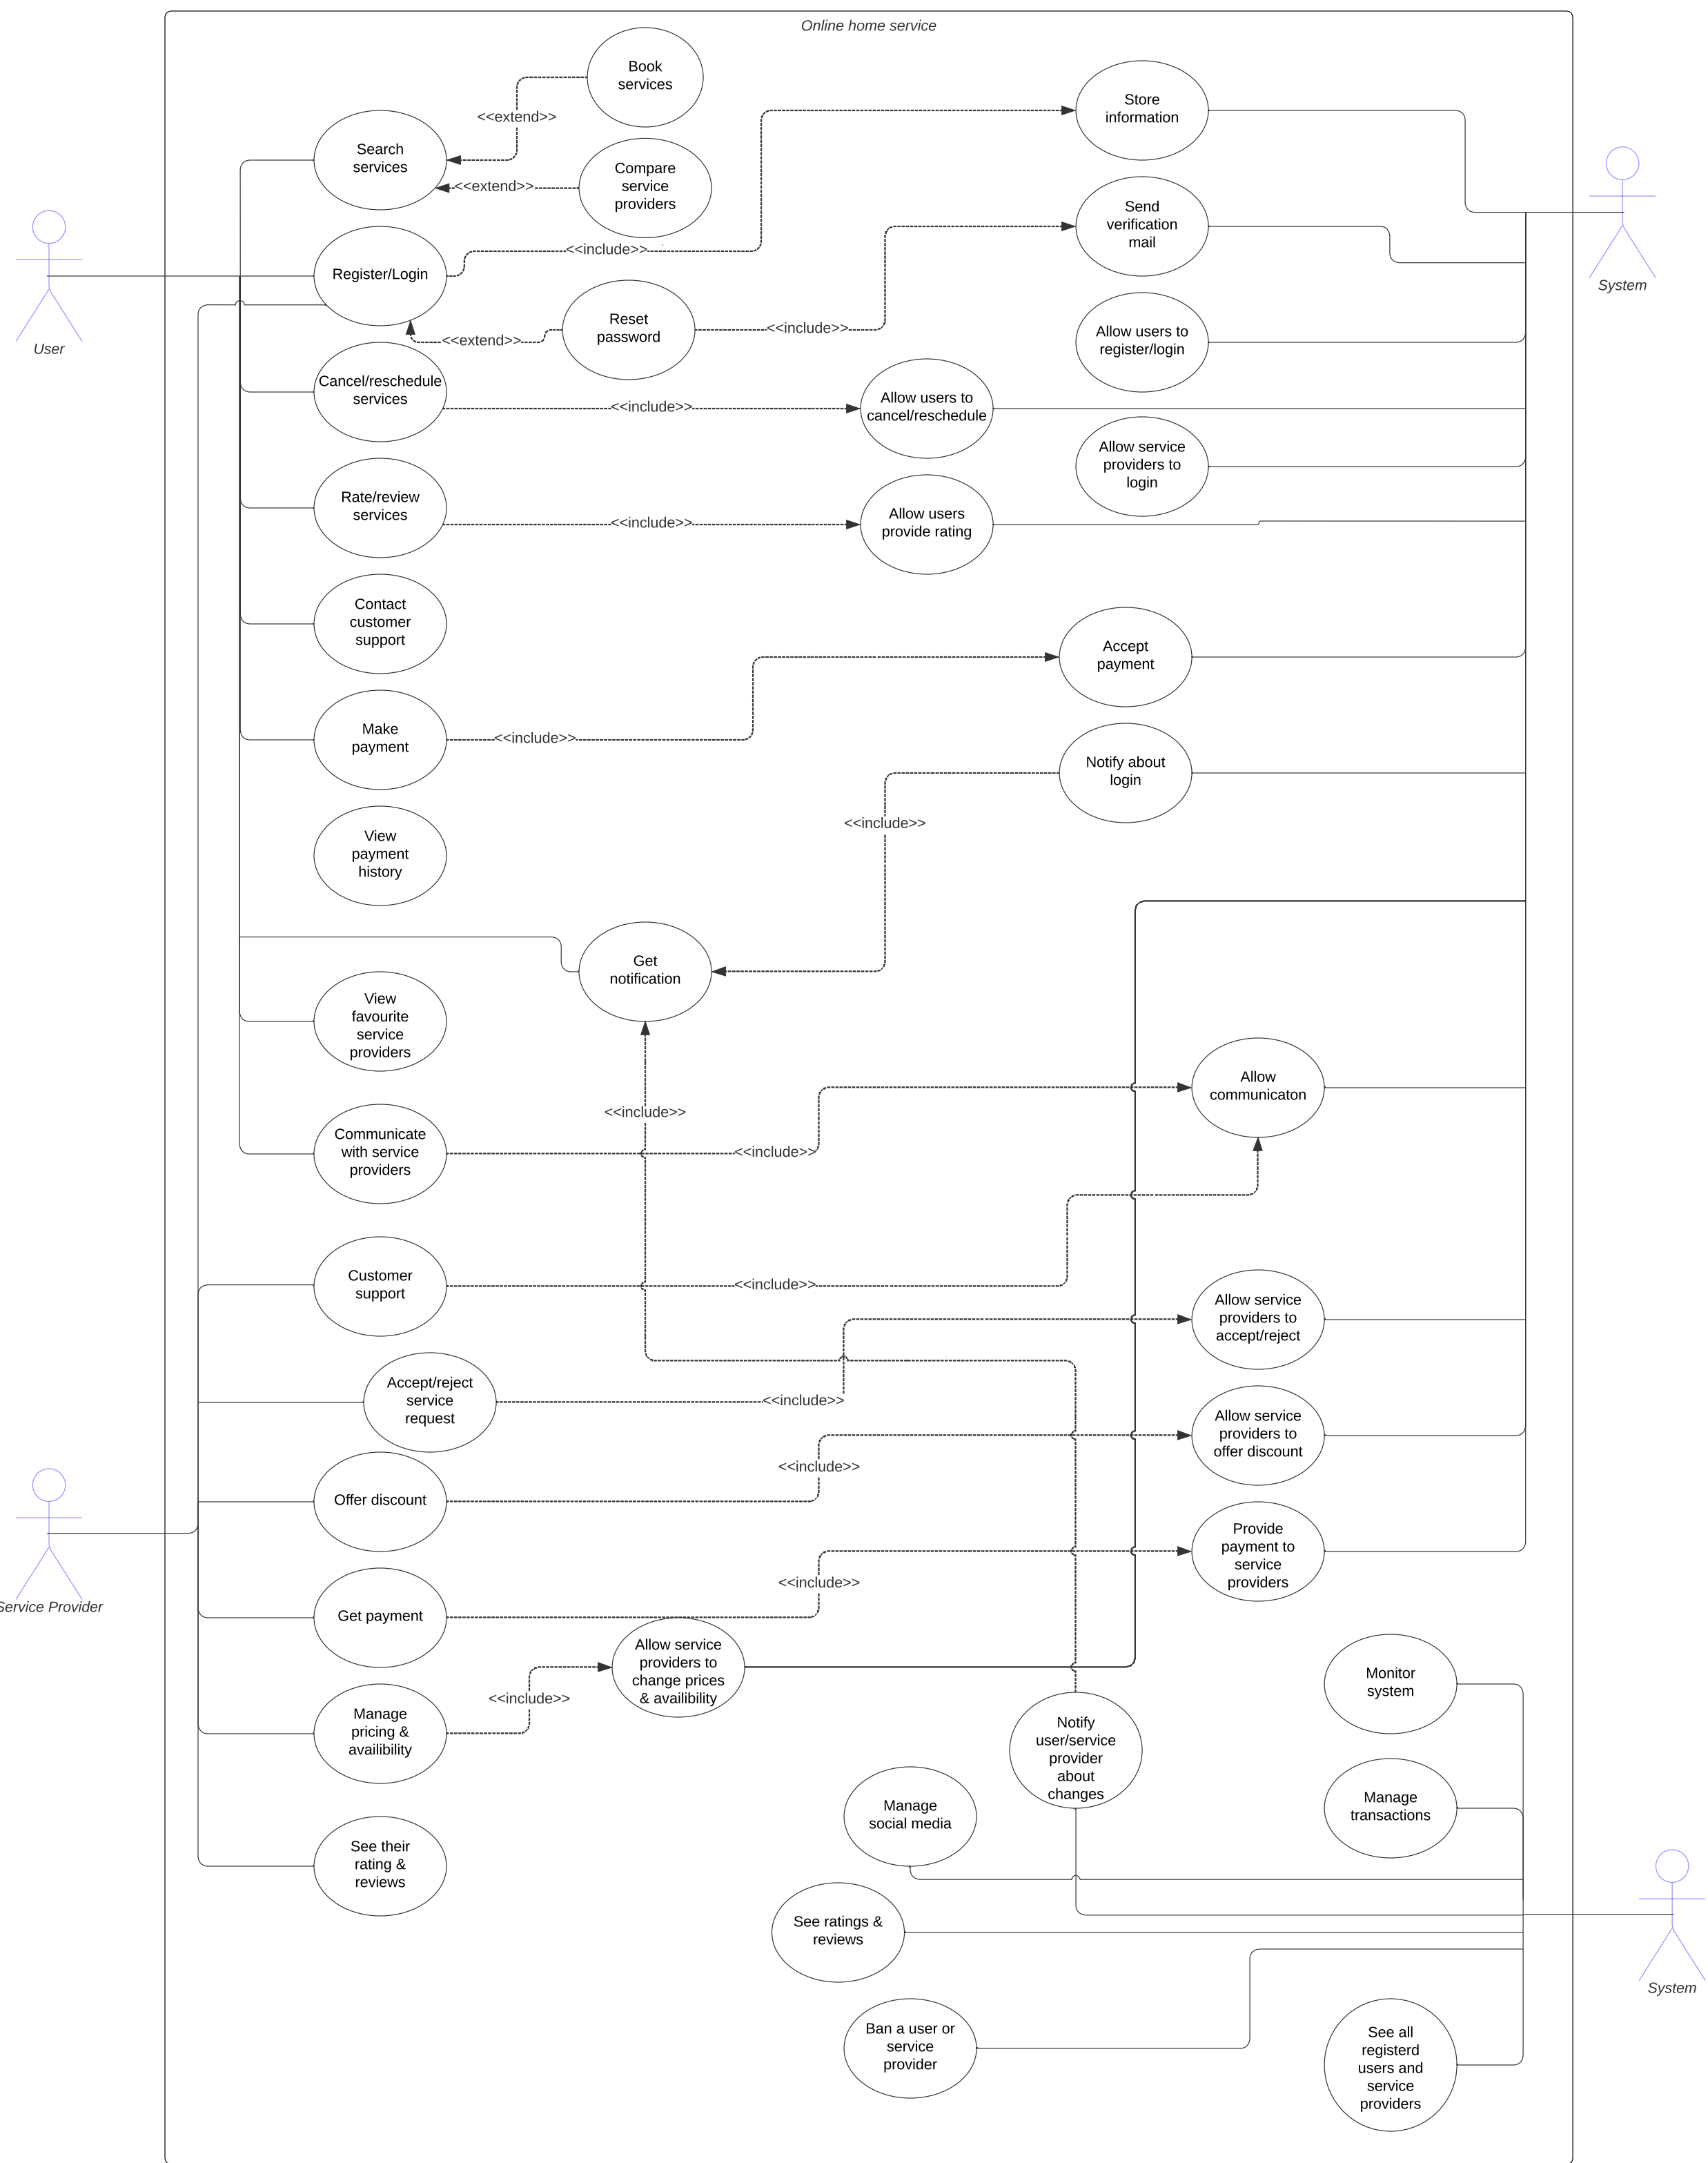 Online home service
Book
services
Store
information
<<extend>>
Search
services
Compare
service
providers
<<extend>>
Send
verification
mail
<<include>>
Register/Login
System
User
Reset
password
<<include>>
<<extend>>
Allow users to
register/login
Cancel/reschedule
services
<<include>>
Allow users to
cancel/reschedule
Allow service
providers to
login
Rate/review
services
<<include>>
Allow users
provide rating
Contact
customer
support
Accept
payment
Make
payment
<<include>>
Notify about
login
<<include>>
View
payment
history
Get
notification
View
favourite
service
providers
Allow
communicaton
<<include>>
Communicate
with service
providers
<<include>>
Customer
support
<<include>>
Allow service
providers to
accept/reject
Accept/reject
service
request
<<include>>
Allow service
providers to
offer discount
<<include>>
Offer discount
Provide
payment to
service
providers
<<include>>
Service Provider
Get payment
Allow service
providers to
change prices
& availibility
<<include>>
Manage
pricing &
availibility
Monitor
system
Notify
user/service
provider
about
changes
Manage
social media
Manage
transactions
See their
rating &
reviews
See ratings &
reviews
System
Ban a user or
service
provider
See all
registerd
users and
service
providers